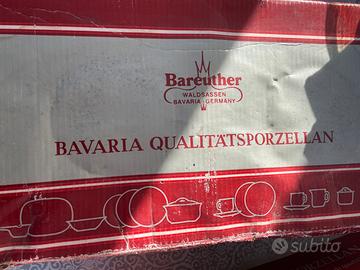 Bareuther
WALDSASSEN
BAVARIA GERMANY
BAVARIA QUALITÄTSPORZELLAN
subito